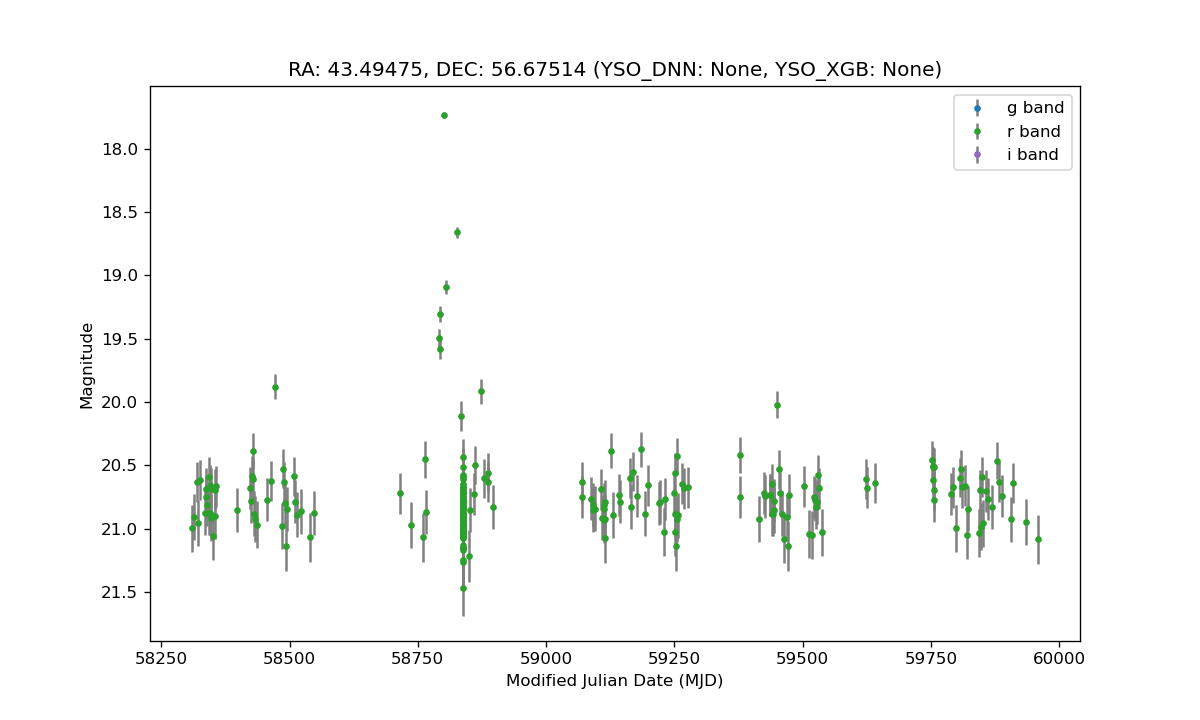 RA: 43.49475, DEC: 56.67514 (YSO_DNN: None, YSO_XGB: None)
g band
r band
i band
18.0
18.5
19.0
19.5
20.0
20.5
21.0
21.5
Magnitude
58250 58500 58750 59000 59250 59500 59750 60000
Modified Julian Date (MJD)